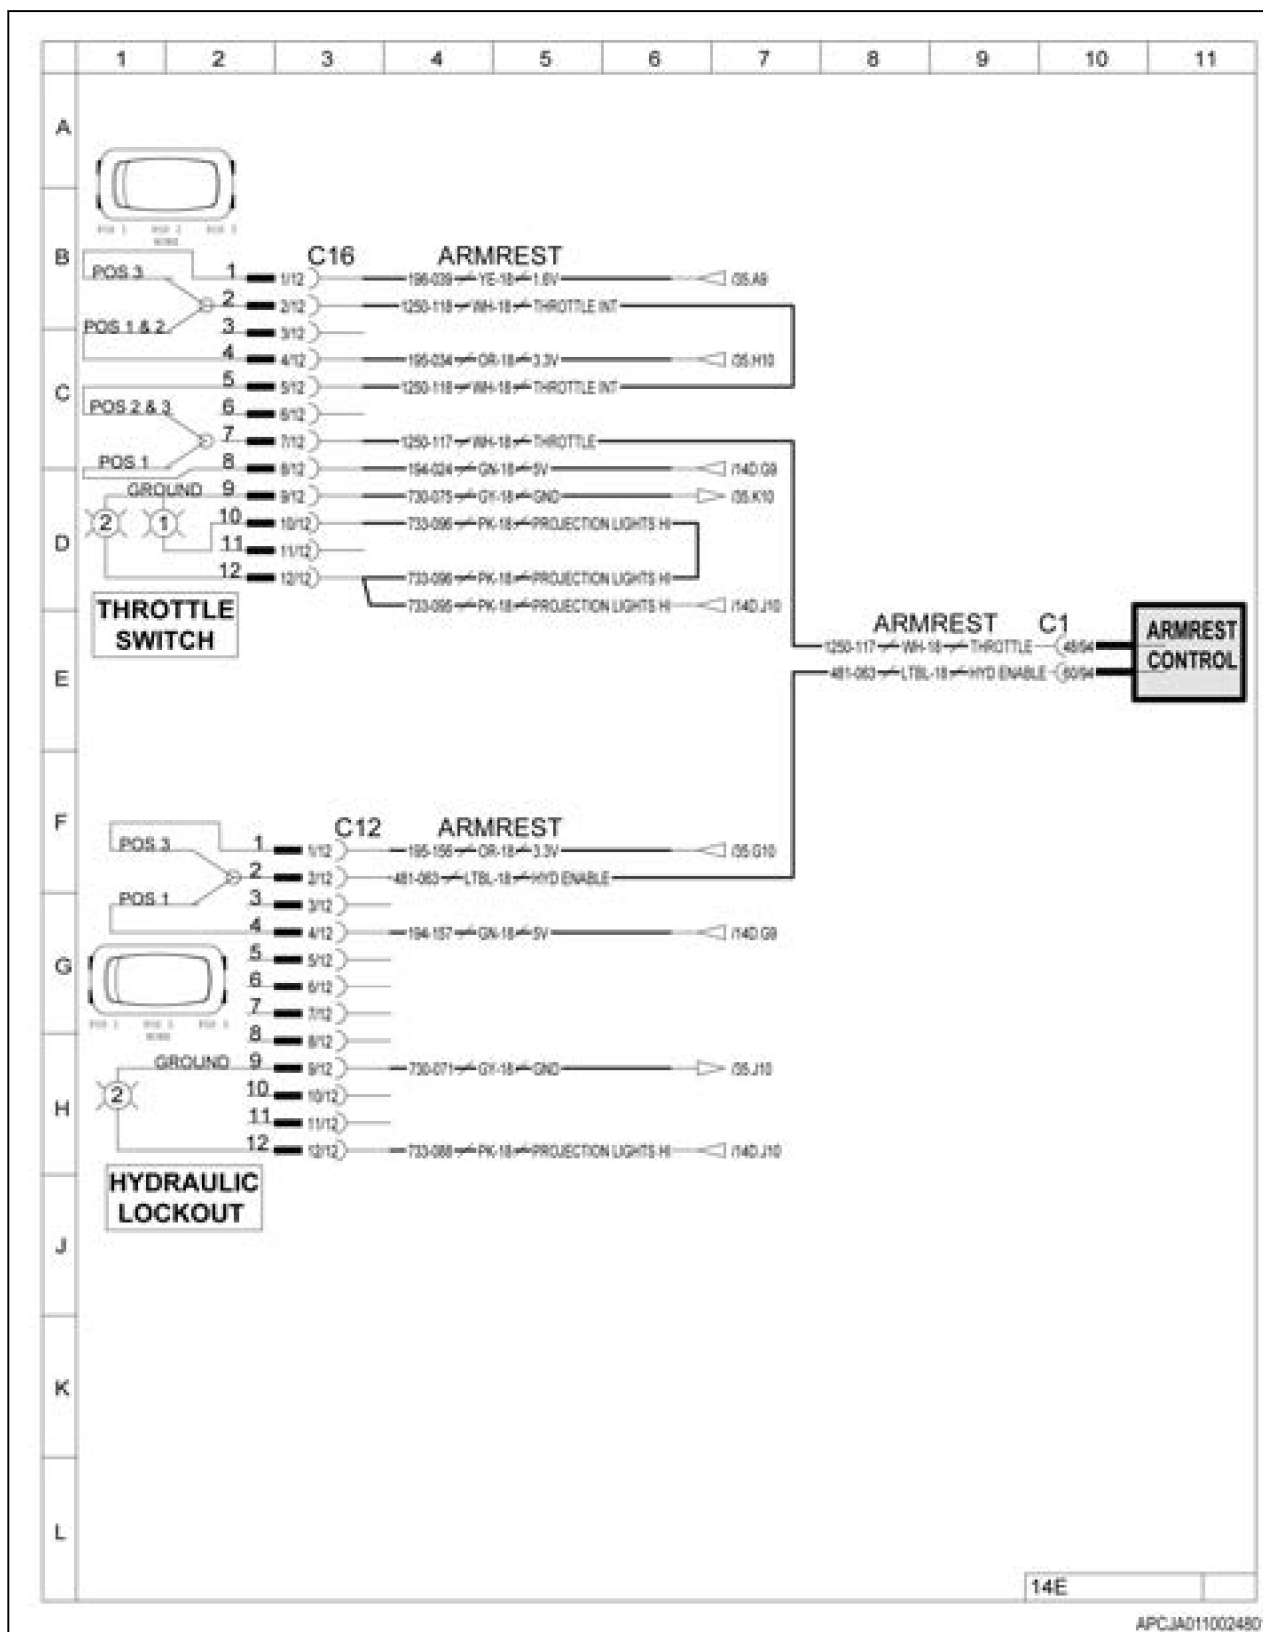 1 2 3 4 5 6 7 8 9 10 11
A
B
C
D
E
F
G
H
J
K
L
C16 ARMREST
POS 3
POS 1 & 2
POS 2 & 3
POS 1
GROUND
1 1/12 196-039 YE-18 1.6V /35.A9
2 2/12 1250-118 WH-18 THROTTLE INT
3 3/12
4 4/12 195-034 OR-18 3.3V /35.H10
5 5/12 1250-118 WH-18 THROTTLE INT
6 6/12
7 7/12 1250-117 WH-18 THROTTLE
8 8/12 194-024 GN-18 5V /14D.G9
9 9/12 730-075 GY-18 GND /35.K10
2 1
10 10/12 733-096 PK-18 PROJECTION LIGHTS HI
11 11/12
12 12/12 733-096 PK-18 PROJECTION LIGHTS HI
733-095 PK-18 PROJECTION LIGHTS HI /14D.J10
THROTTLE
SWITCH
ARMREST C1
1250-117 WH-18 THROTTLE 48/94
481-063 LTBL-18 HYD ENABLE 60/94
ARMREST
CONTROL
C12 ARMREST
POS 3
POS 1
1 1/12 195-156 OR-18 3.3V /35.G10
2 2/12 481-063 LTBL-18 HYD ENABLE
3 3/12
4 4/12 194-157 GN-18 5V /14D.G9
5 5/12
6 6/12
7 7/12
8 8/12
GROUND
9 9/12 730-071 GY-18 GND /35.J10
2
10 10/12
11 11/12
12 12/12 733-088 PK-18 PROJECTION LIGHTS HI /14D.J10
HYDRAULIC
LOCKOUT
14E